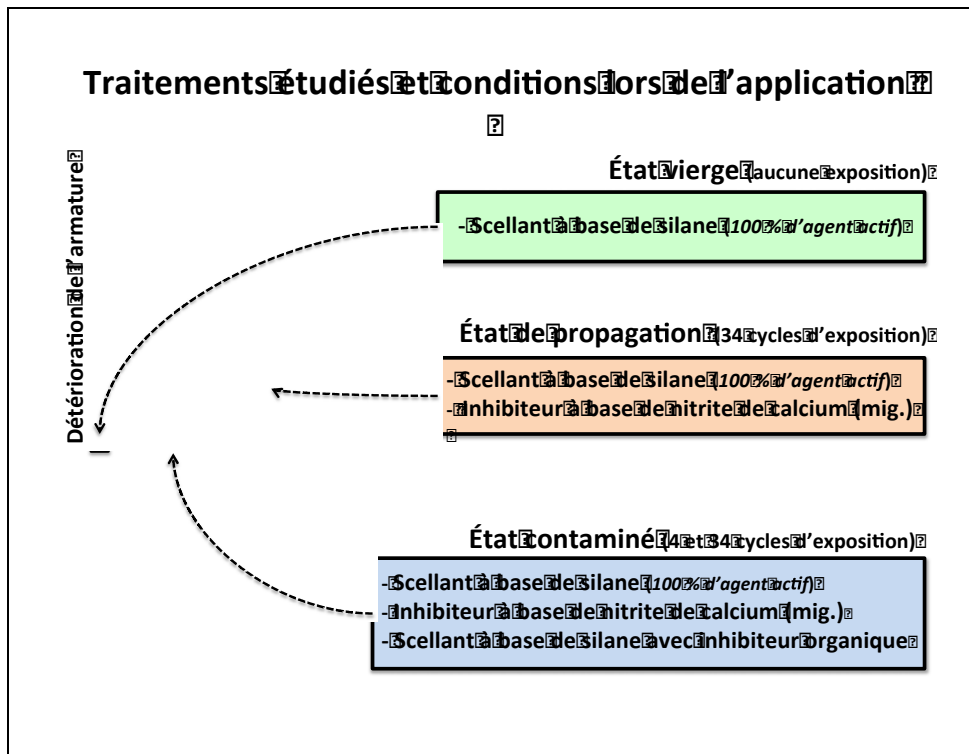 Traitements étudiés et conditions lors de l'application
Détérioration de l'armature
État vierge (aucune exposition)
- Scellant à base de silane (100 % d'agent actif)
État de propagation (34 cycles d'exposition)
- Scellant à base de silane (100 % d'agent actif)
- Inhibiteur à base de nitrite de calcium (mig.)
État contaminé (4 et 34 cycles d'exposition)
- Scellant à base de silane (100 % d'agent actif)
- Inhibiteur à base de nitrite de calcium (mig.)
- Scellant à base de silane avec inhibiteur organique